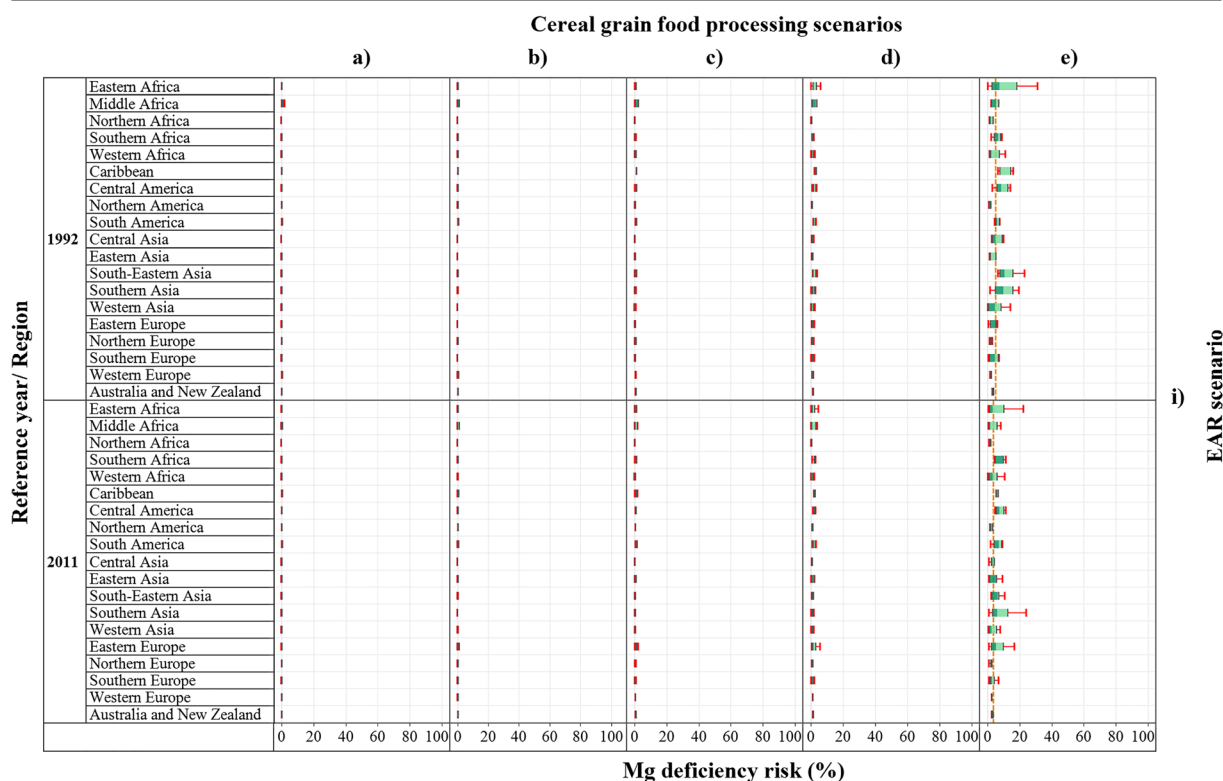 Cereal grain food processing scenarios
a) b) c) d) e)
Reference year/ Region
1992
Eastern Africa
Middle Africa
Northern Africa
Southern Africa
Western Africa
Caribbean
Central America
Northern America
South America
Central Asia
Eastern Asia
South-Eastern Asia
Southern Asia
Western Asia
Eastern Europe
Northern Europe
Southern Europe
Western Europe
Australia and New Zealand
2011
Eastern Africa
Middle Africa
Northern Africa
Southern Africa
Western Africa
Caribbean
Central America
Northern America
South America
Central Asia
Eastern Asia
South-Eastern Asia
Southern Asia
Western Asia
Eastern Europe
Northern Europe
Southern Europe
Western Europe
Australia and New Zealand
i)
EAR scenario
0 20 40 60 80 100 0 20 40 60 80 100 0 20 40 60 80 100 0 20 40 60 80 100 0 20 40 60 80 100
Mg deficiency risk (%)